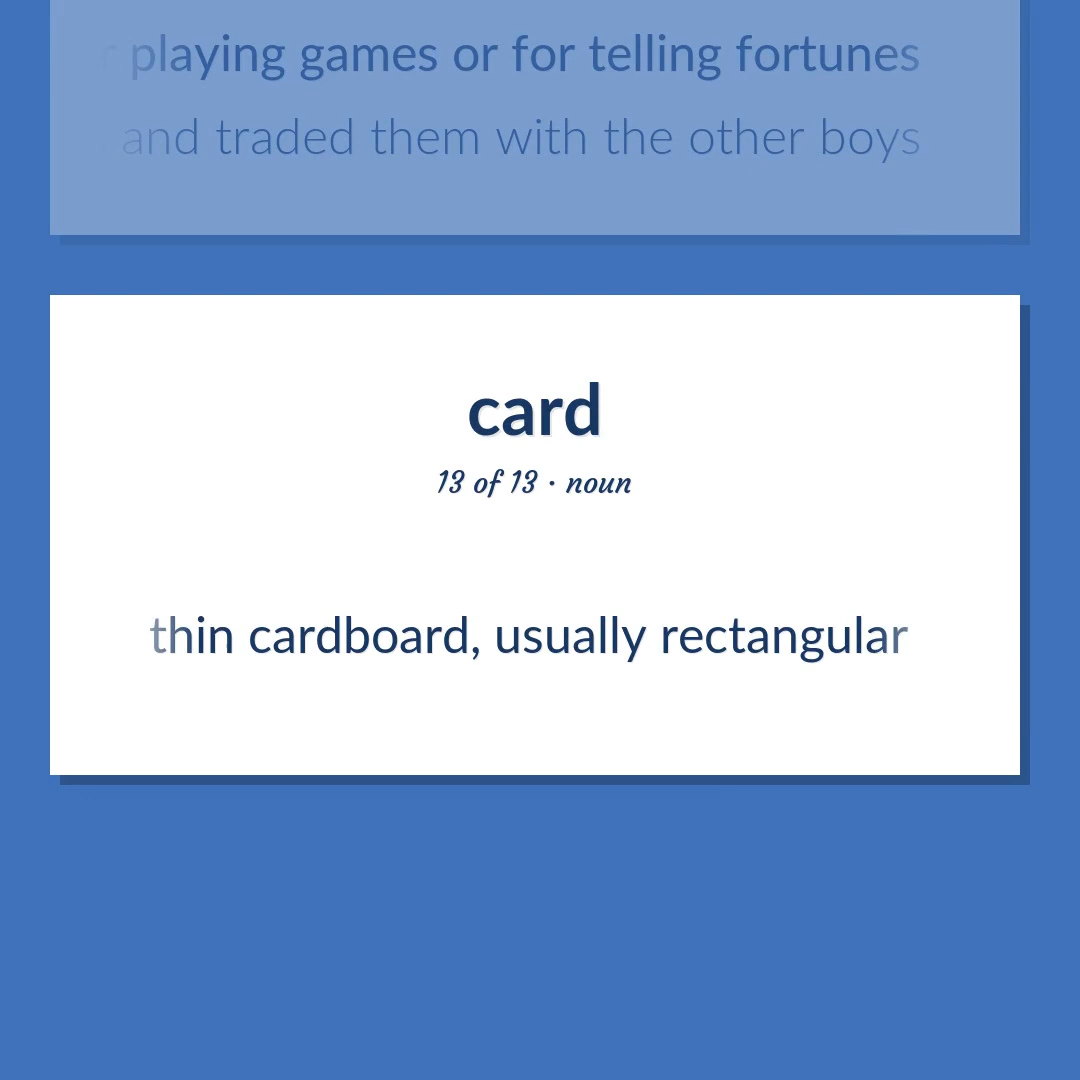 playing games or for telling fortunes
and traded them with the other boys
card
13 of 13 · noun
thin cardboard, usually rectangular